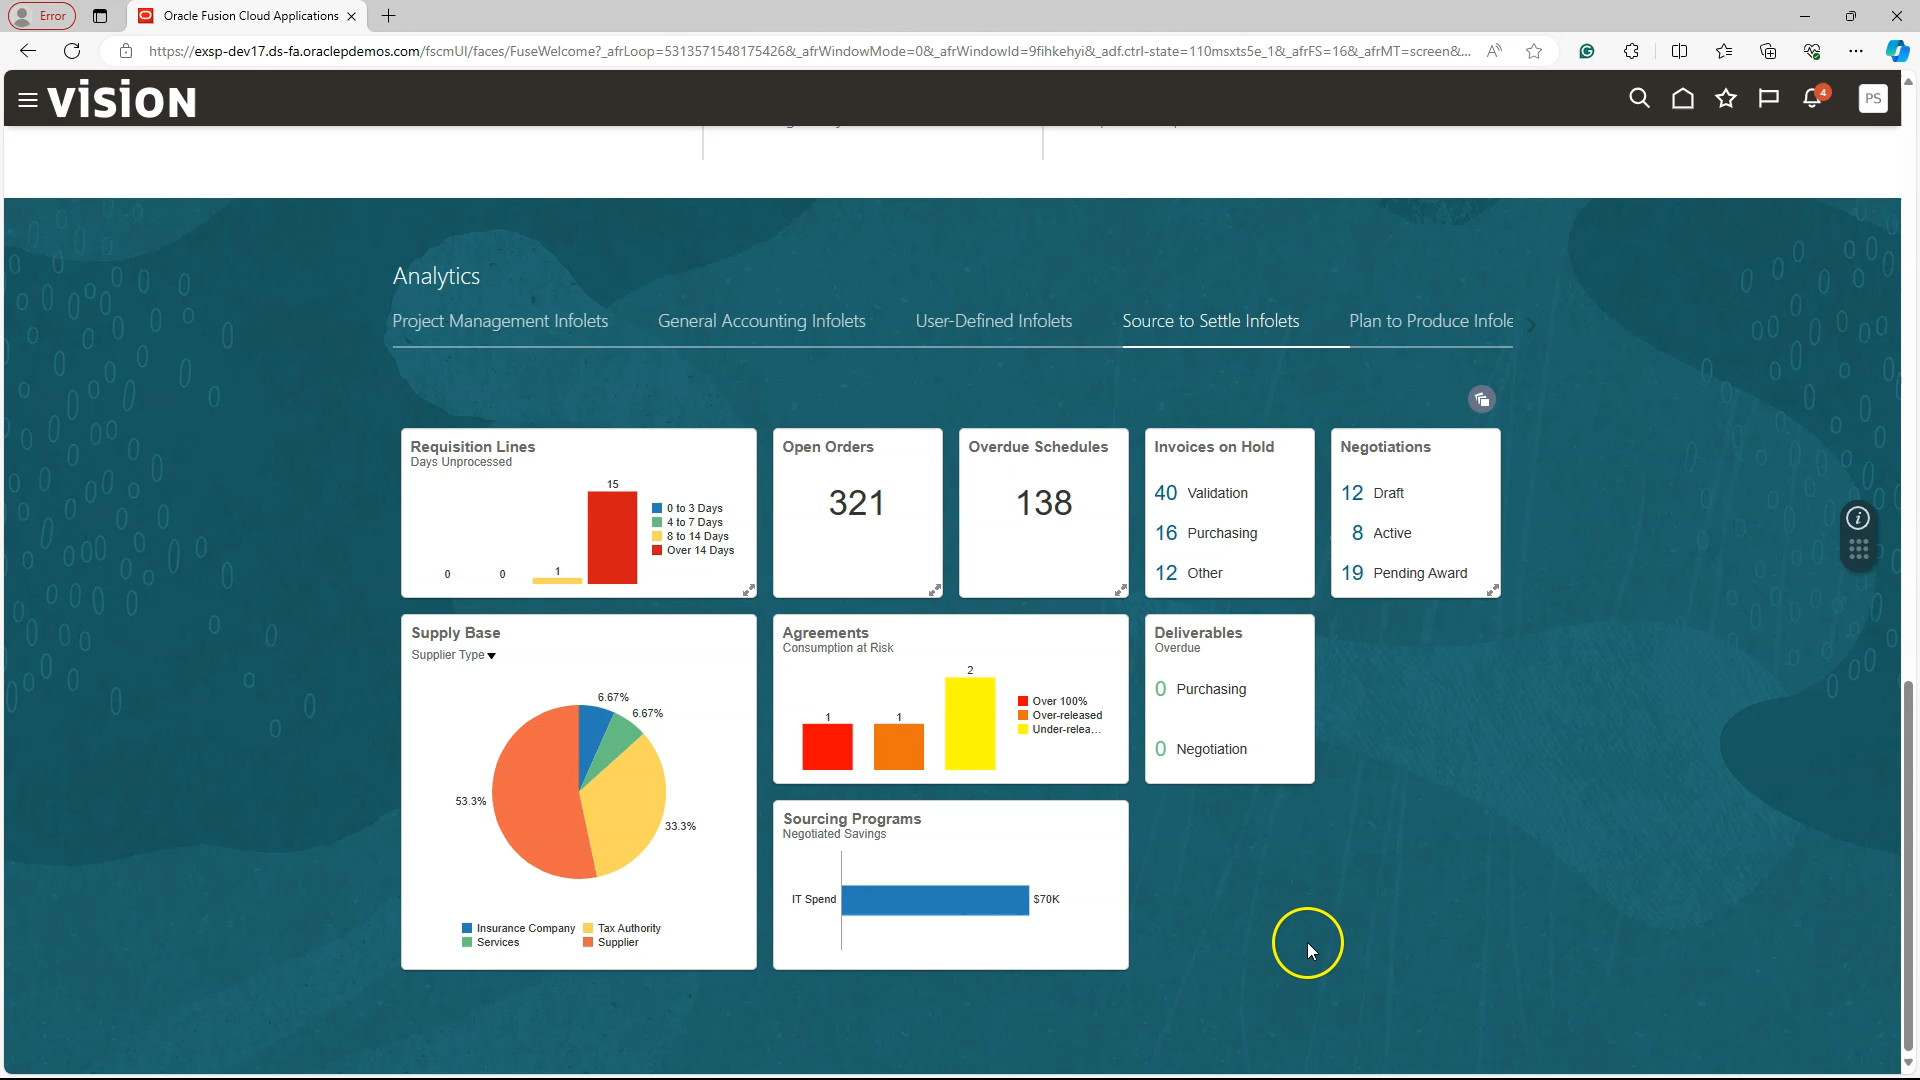 Error
Oracle Fusion Cloud Applications
https://exsp-dev17.ds-fa.oraclepdemos.com/fscmUI/faces/FuseWelcome?_afrLoop=5313571548175426&_afrWindowMode=0&_afrWindowId=9fihkehyi&_adf.ctrl-state=110msxts5e_1&_afrFS=16&_afrMT=screen&...
VISION
4
PS
Analytics
Project Management Infolets
General Accounting Infolets
User-Defined Infolets
Source to Settle Infolets
Plan to Produce Infole
Requisition Lines
Days Unprocessed
15
0
0
1
0 to 3 Days
4 to 7 Days
8 to 14 Days
Over 14 Days
Open Orders
321
Overdue Schedules
138
Invoices on Hold
40 Validation
16 Purchasing
12 Other
Negotiations
12 Draft
8 Active
19 Pending Award
Supply Base
Supplier Type
6.67%
6.67%
53.3%
33.3%
Insurance Company
Tax Authority
Services
Supplier
Agreements
Consumption at Risk
2
1
1
Over 100%
Over-released
Under-relea...
Deliverables
Overdue
0 Purchasing
0 Negotiation
Sourcing Programs
Negotiated Savings
IT Spend
$70K